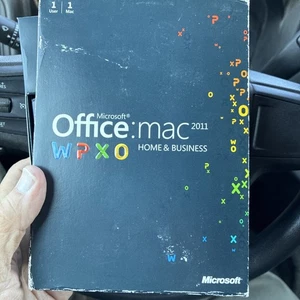 1 1
User Mac
Microsoft®
Office:mac 2011
W P X O HOME & BUSINESS
Microsoft